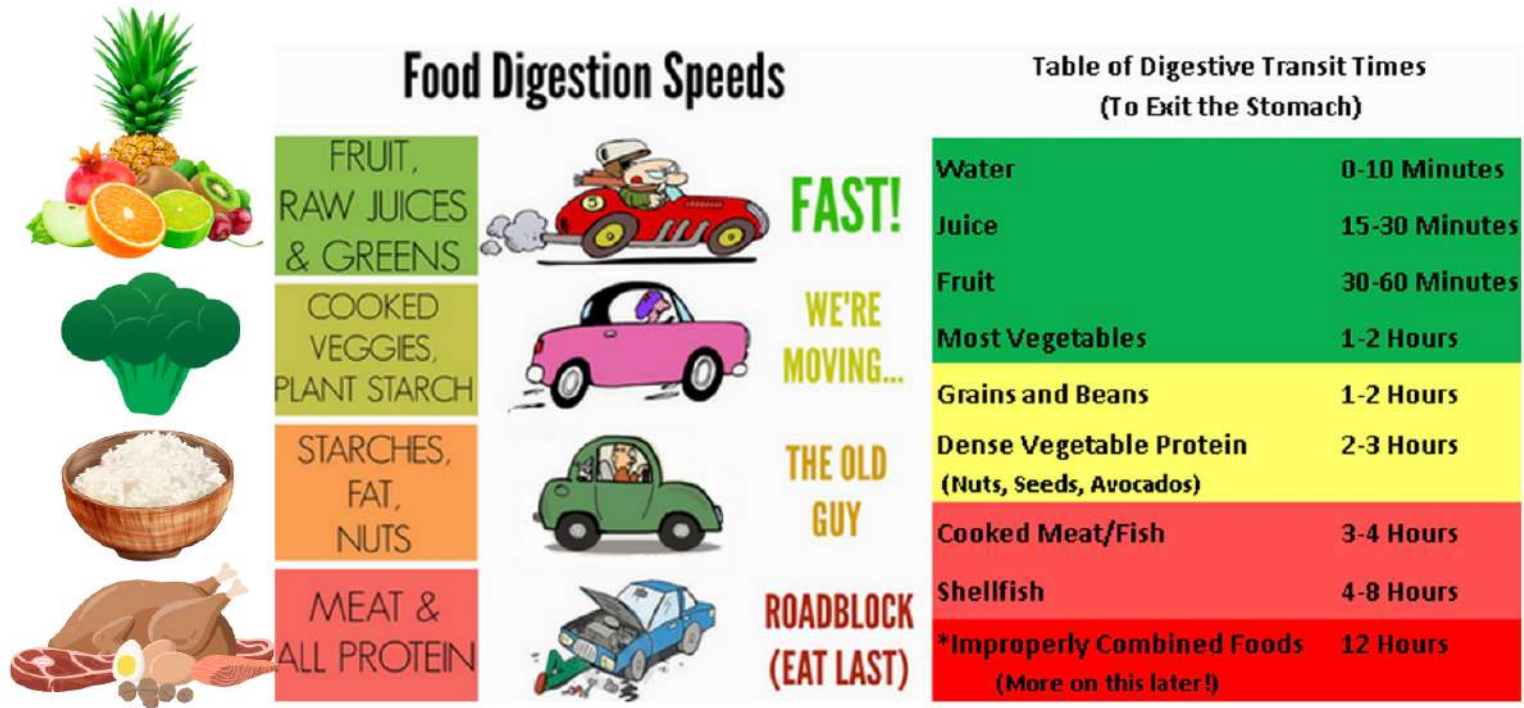 Food Digestion Speeds
FRUIT,
RAW JUICES
& GREENS
FAST!
COOKED
VEGGIES,
PLANT STARCH
WE'RE
MOVING...
STARCHES,
FAT,
NUTS
THE OLD
GUY
MEAT &
ALL PROTEIN
ROADBLOCK
(EAT LAST)
Table of Digestive Transit Times
(To Exit the Stomach)
Water 0-10 Minutes
Juice 15-30 Minutes
Fruit 30-60 Minutes
Most Vegetables 1-2 Hours
Grains and Beans 1-2 Hours
Dense Vegetable Protein 2-3 Hours
(Nuts, Seeds, Avocados)
Cooked Meat/Fish 3-4 Hours
Shellfish 4-8 Hours
*Improperly Combined Foods 12 Hours
(More on this later!)